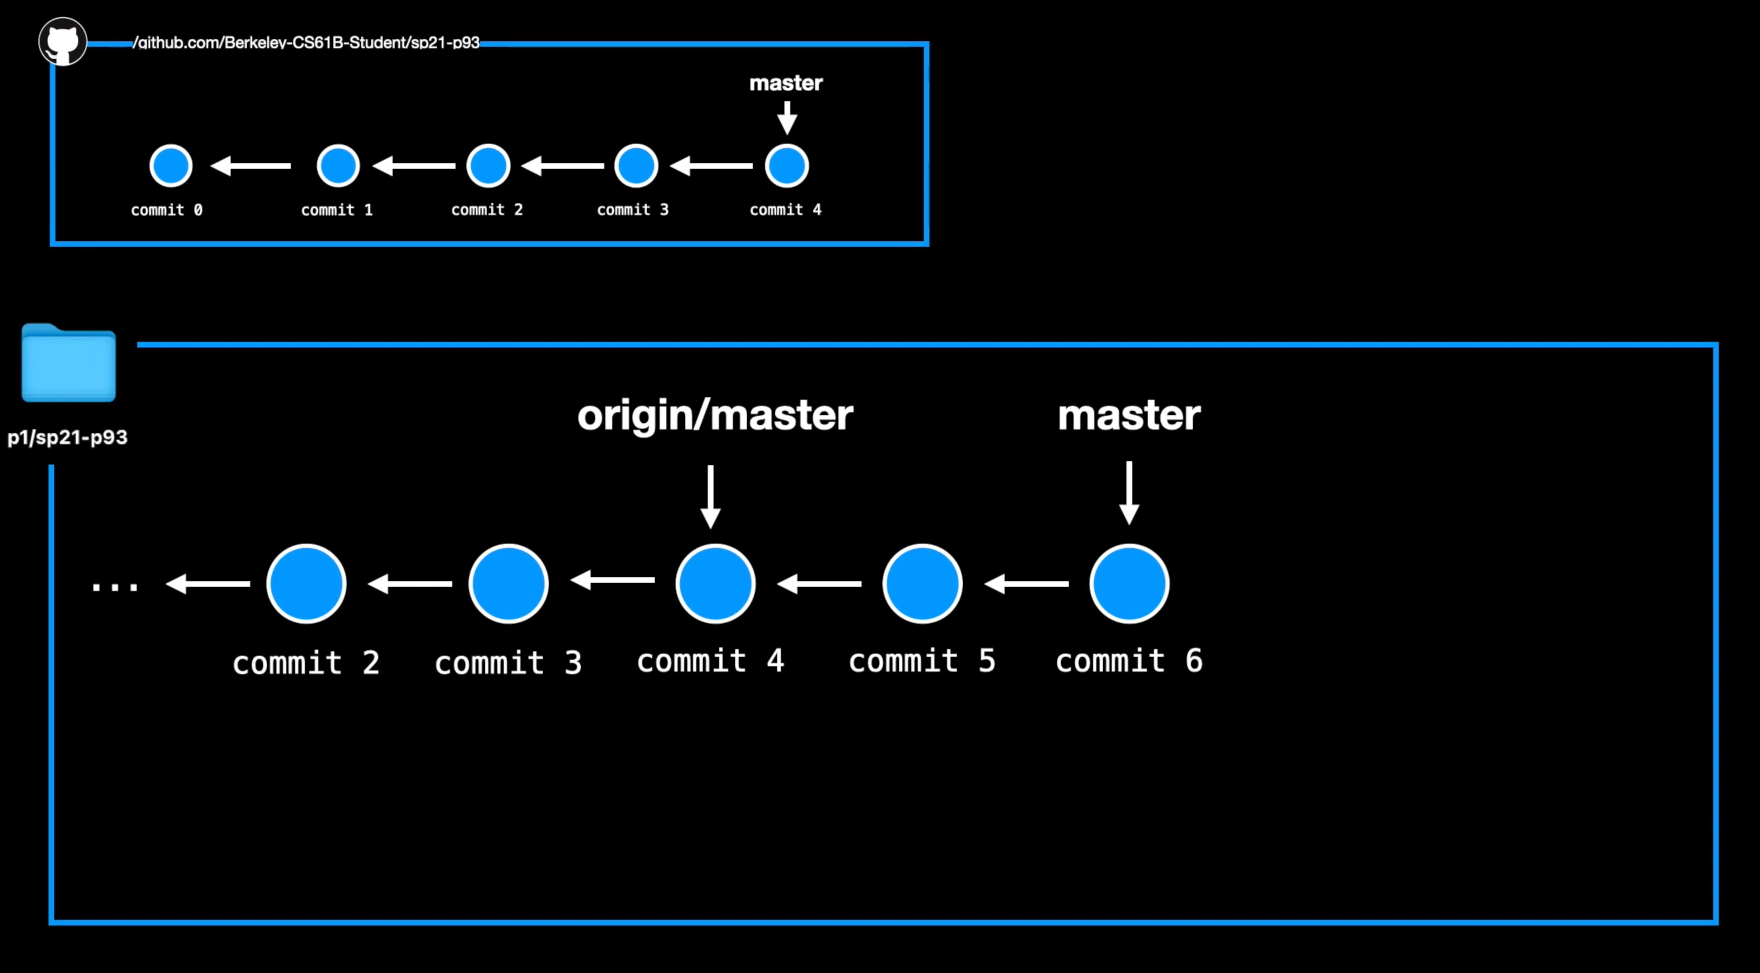 /github.com/Berkeley-CS61B-Student/sp21-p93
master
commit 0
commit 1
commit 2
commit 3
commit 4
p1/sp21-p93
origin/master
master
...
commit 2
commit 3
commit 4
commit 5
commit 6